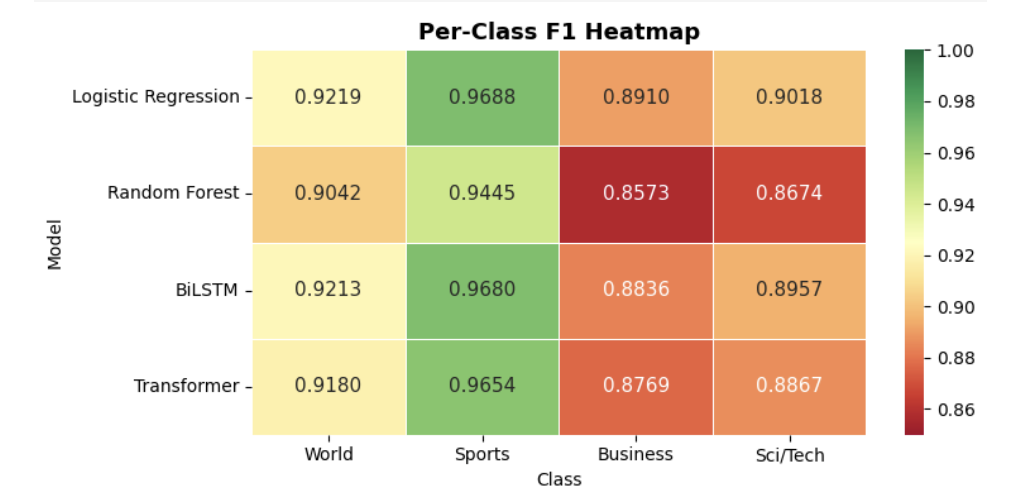 Per-Class F1 Heatmap
Logistic Regression 0.9219 0.9688 0.8910 0.9018
Random Forest 0.9042 0.9445 0.8573 0.8674
BiLSTM 0.9213 0.9680 0.8836 0.8957
Transformer 0.9180 0.9654 0.8769 0.8867
World Sports Business Sci/Tech
Class
Model
1.00
0.98
0.96
0.94
0.92
0.90
0.88
0.86